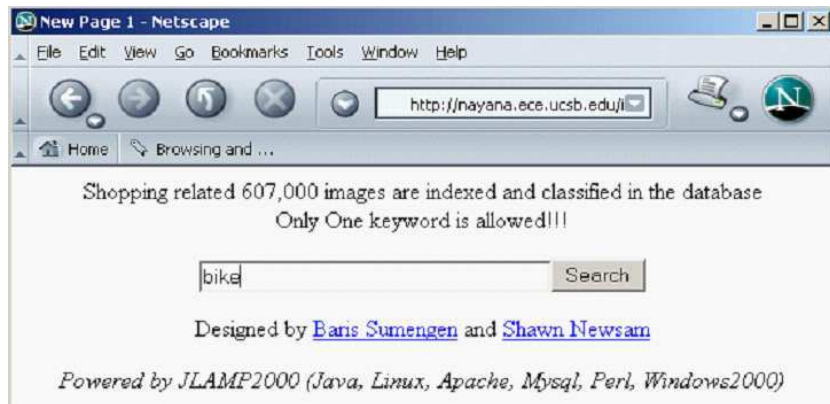 New Page 1 - Netscape
File Edit View Go Bookmarks Tools Window Help
http://nayana.ece.ucsb.edu/i
N
Home Browsing and ...
Shopping related 607,000 images are indexed and classified in the database
Only One keyword is allowed!!!
bike Search
Designed by Baris Sumengen and Shawn Newsam
Powered by JLAMP2000 (Java, Linux, Apache, Mysql, Perl, Windows2000)